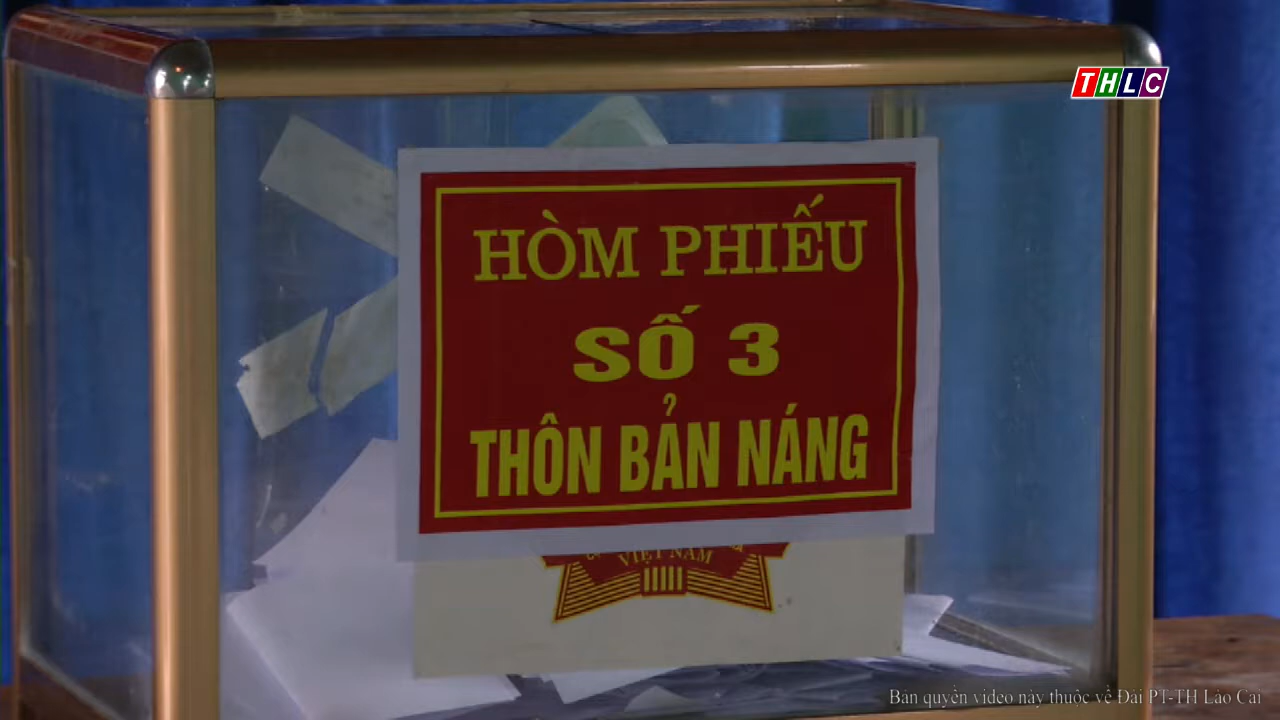 THLC
HÒM PHIẾU
SỐ 3
THÔN BẢN NÁNG
VIỆT NAM
Bản quyền video này thuộc về Đài PT-TH Lào Cai